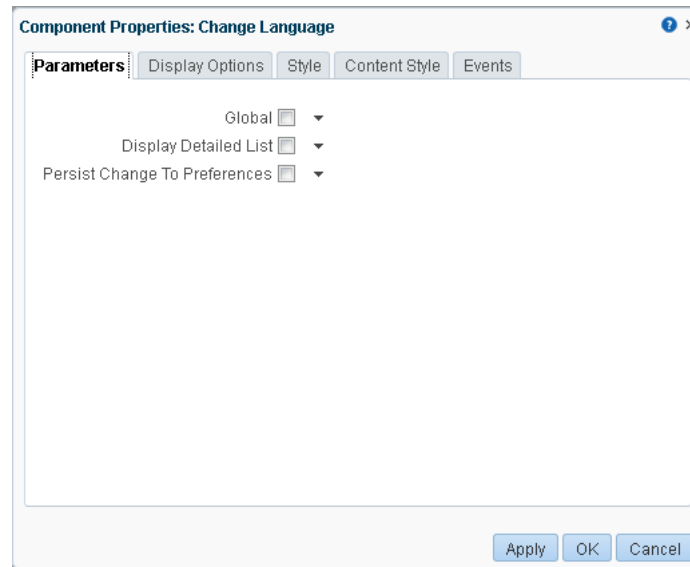 Component Properties: Change Language
Parameters Display Options Style Content Style Events
Global
Display Detailed List
Persist Change To Preferences
Apply OK Cancel